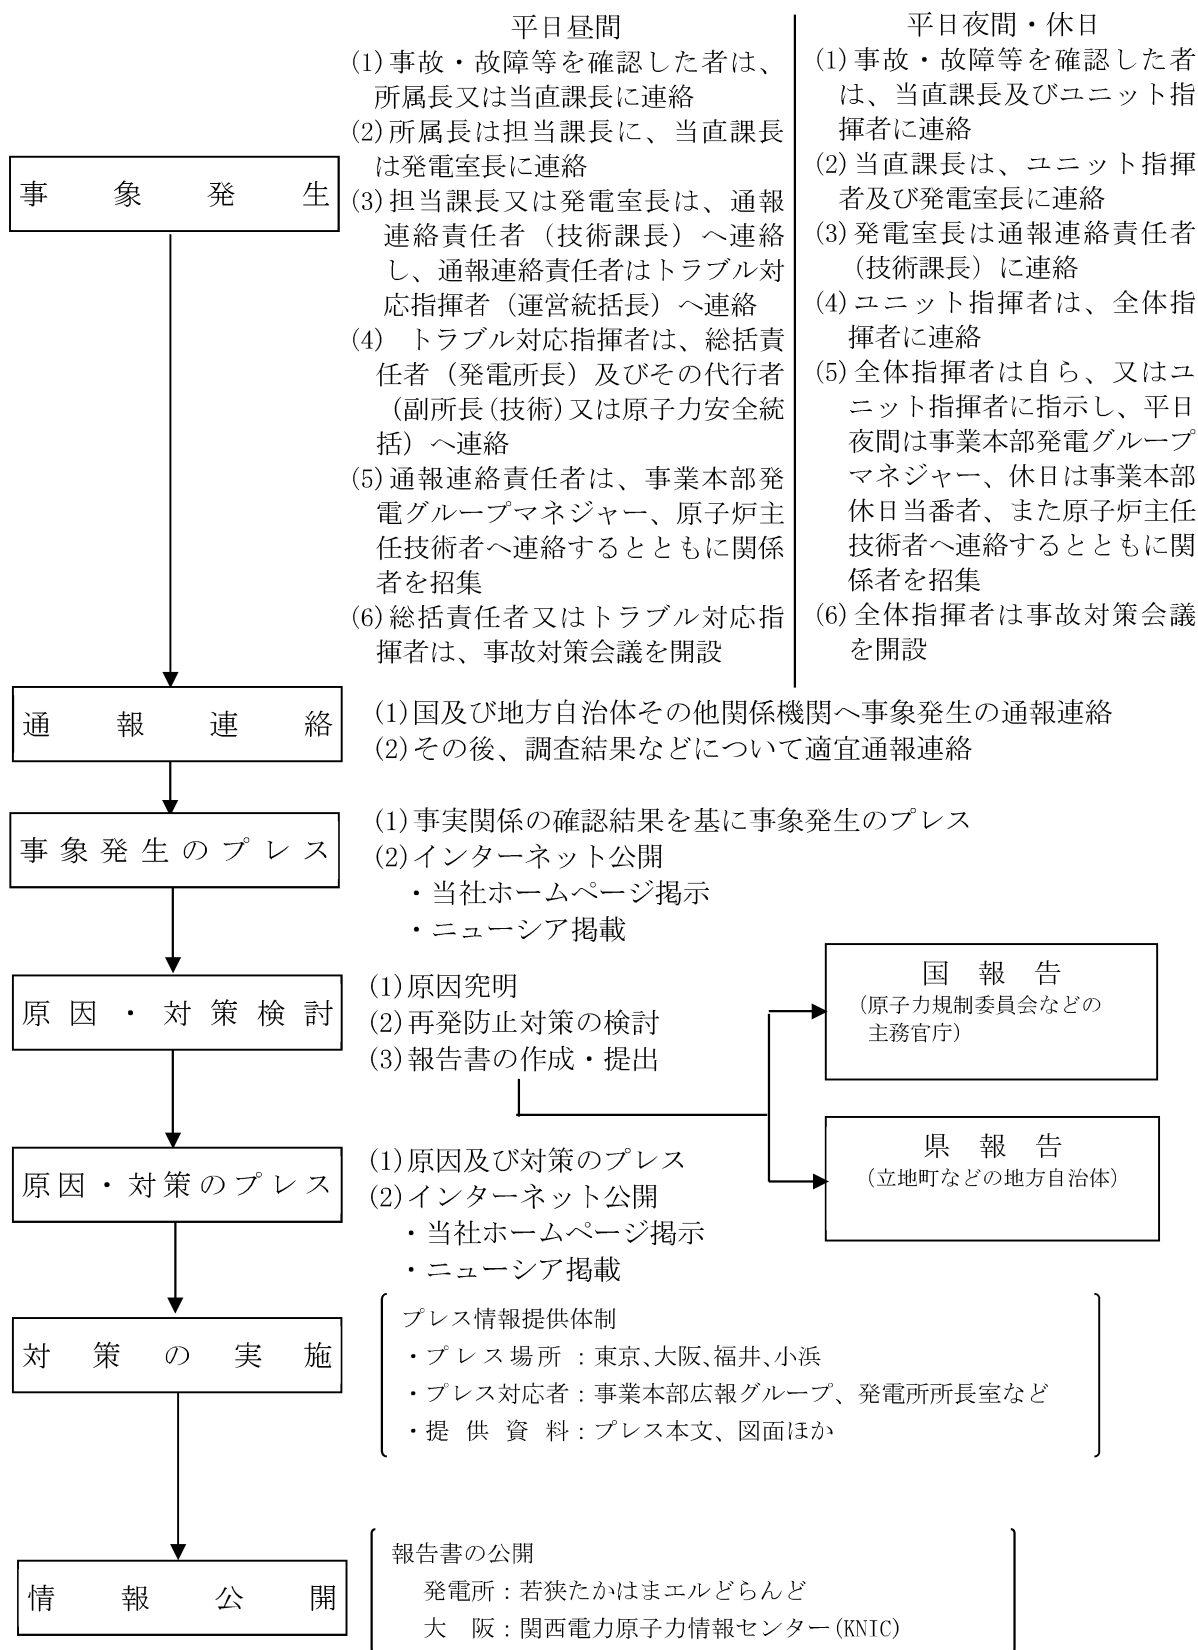 平日昼間
(1)事故・故障等を確認した者は、
所属長又は当直課長に連絡
(2)所属長は担当課長に、当直課長
は発電室長に連絡
(3)担当課長又は発電室長は、通報
連絡責任者（技術課長）へ連絡
し、通報連絡責任者はトラブル対
応指揮者（運営統括長）へ連絡
(4) トラブル対応指揮者は、総括責
任者（発電所長）及びその代行者
（副所長(技術)又は原子力安全統
括）へ連絡
(5)通報連絡責任者は、事業本部発
電グループマネジャー、原子炉主
任技術者へ連絡するとともに関係
者を招集
(6)総括責任者又はトラブル対応指
揮者は、事故対策会議を開設
平日夜間・休日
(1)事故・故障等を確認した者
は、当直課長及びユニット指
揮者に連絡
(2)当直課長は、ユニット指揮
者及び発電室長に連絡
(3)発電室長は通報連絡責任者
（技術課長）に連絡
(4)ユニット指揮者は、全体指
揮者に連絡
(5)全体指揮者は自ら、又はユ
ニット指揮者に指示し、平日
夜間は事業本部発電グループ
マネジャー、休日は事業本部
休日当番者、また原子炉主任
技術者へ連絡するとともに関
係者を招集
(6)全体指揮者は事故対策会議
を開設
事象発生
通報連絡
(1)国及び地方自治体その他関係機関へ事象発生の通報連絡
(2)その後、調査結果などについて適宜通報連絡
事象発生のプレス
(1)事実関係の確認結果を基に事象発生のプレス
(2)インターネット公開
・当社ホームページ掲示
・ニューシア掲載
原因・対策検討
(1)原因究明
(2)再発防止対策の検討
(3)報告書の作成・提出
国報告
(原子力規制委員会などの
主務官庁)
県報告
(立地町などの地方自治体)
原因・対策のプレス
(1)原因及び対策のプレス
(2)インターネット公開
・当社ホームページ掲示
・ニューシア掲載
対策の実施
プレス情報提供体制
・プレス場所：東京、大阪、福井、小浜
・プレス対応者：事業本部広報グループ、発電所所長室など
・提供資料：プレス本文、図面ほか
情報公開
報告書の公開
発電所：若狭たかはまエルどらんど
大　阪：関西電力原子力情報センター(KNIC)